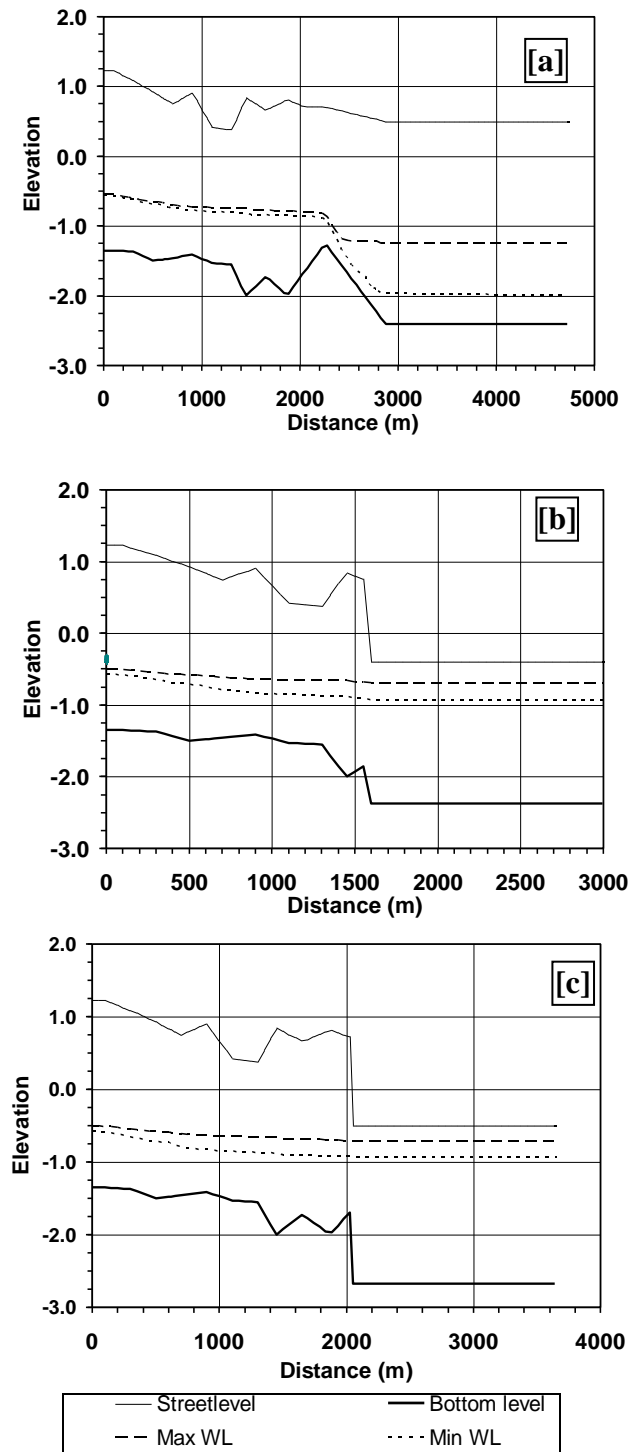 [a]
2.0
1.0
0.0
-1.0
-2.0
-3.0
Elevation
0 1000 2000 3000 4000 5000
Distance (m)
[b]
2.0
1.0
0.0
-1.0
-2.0
-3.0
Elevation
0 500 1000 1500 2000 2500 3000
Distance (m)
[c]
2.0
1.0
0.0
-1.0
-2.0
-3.0
Elevation
0 1000 2000 3000 4000
Distance (m)
Streetlevel Bottom level
Max WL Min WL